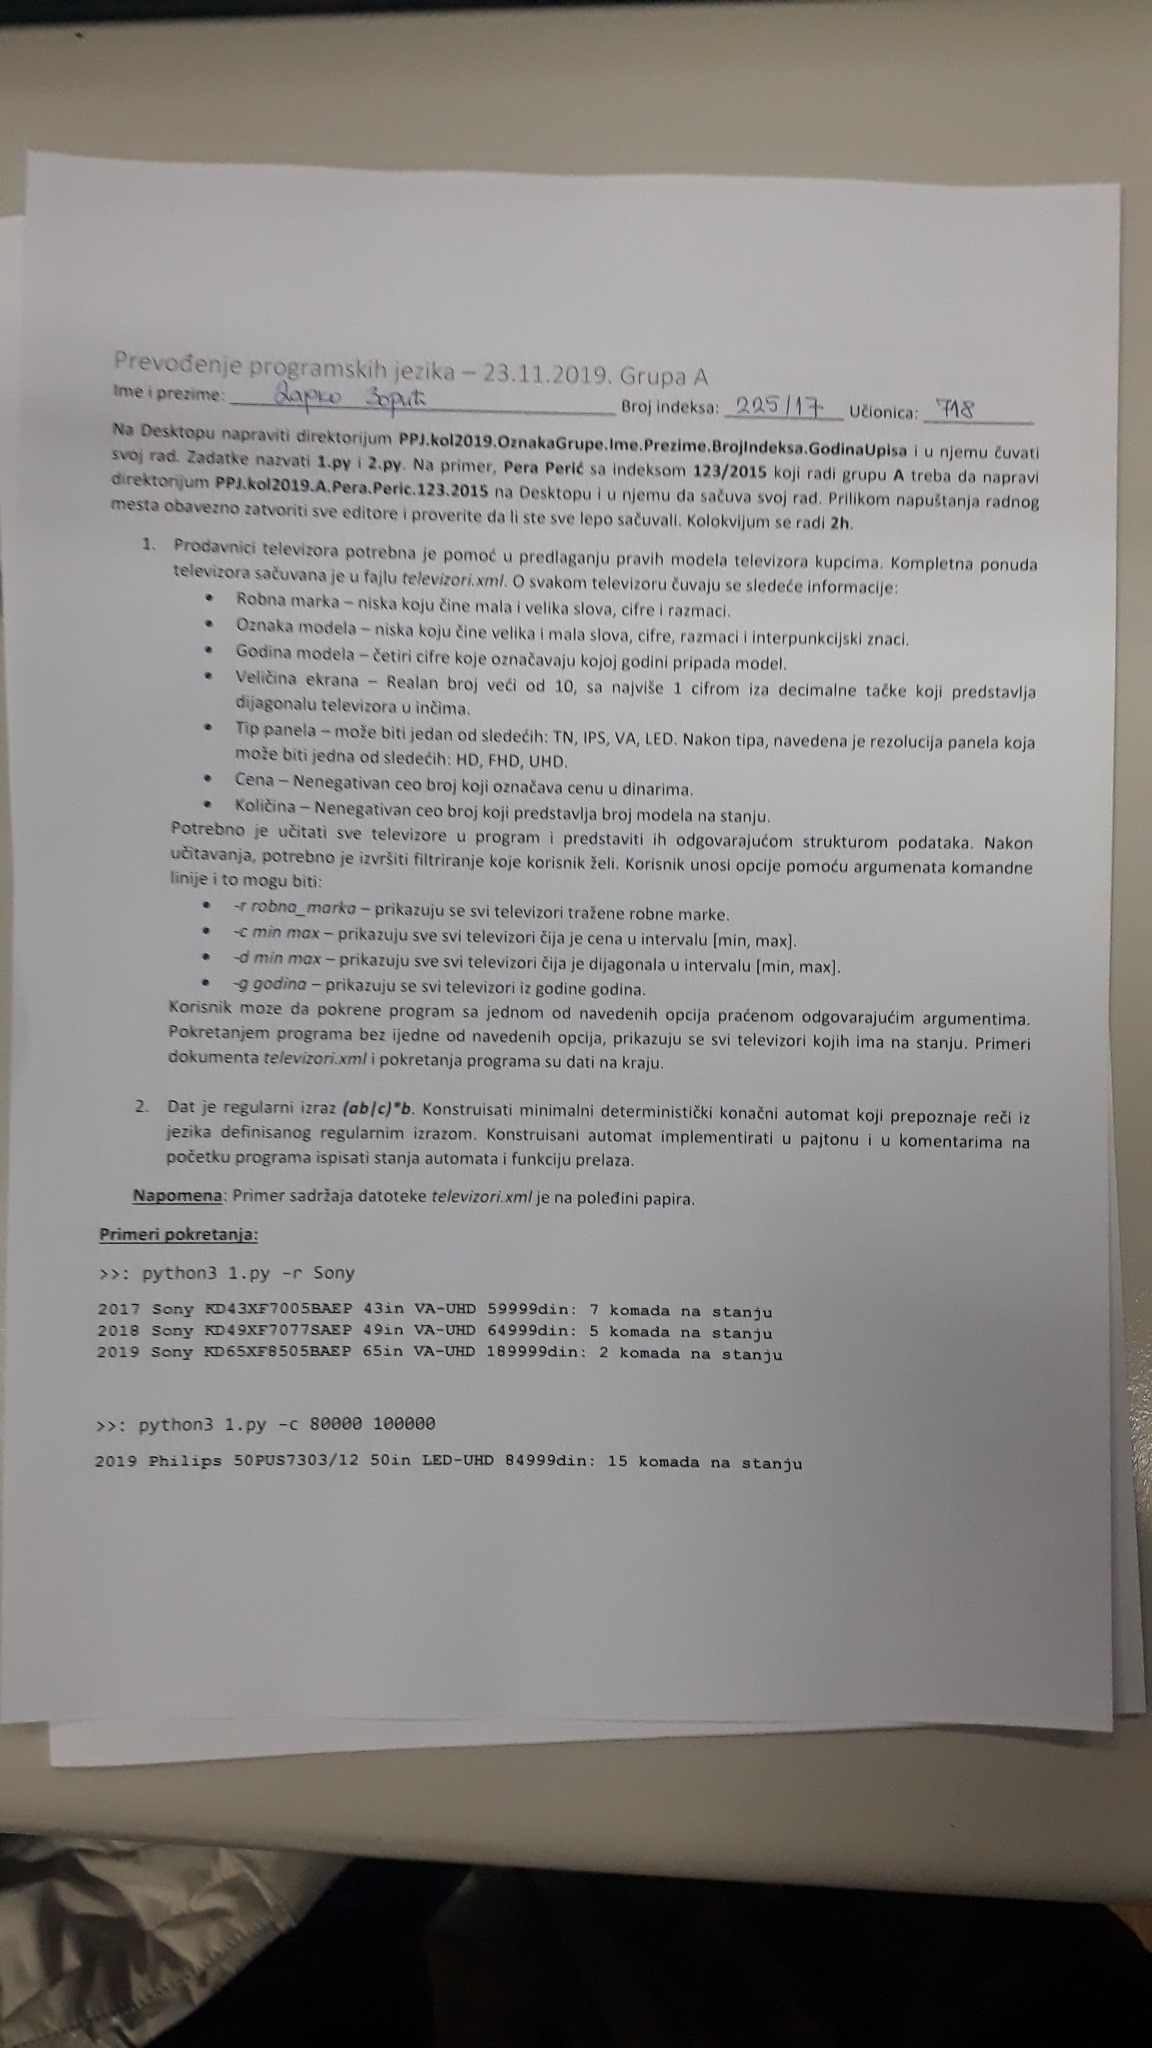 Prevođenje programskih jezika – 23.11.2019. Grupa A
Ime i prezime: Broj indeksa: 225/17 Učionica: 718
Na Desktopu napraviti direktorijum PPJ.kol2019.OznakaGrupe.Ime.Prezime.BrojIndeksa.GodinaUpisa i u njemu čuvati
svoj rad. Zadatke nazvati 1.py i 2.py. Na primer, Pera Perić sa indeksom 123/2015 koji radi grupu A treba da napravi
direktorijum PPJ.kol2019.A.Pera.Peric.123.2015 na Desktopu i u njemu da sačuva svoj rad. Prilikom napuštanja radnog
mesta obavezno zatvoriti sve editore i proverite da li ste sve lepo sačuvali. Kolokvijum se radi 2h.
1. Prodavnici televizora potrebna je pomoć u predlaganju pravih modela televizora kupcima. Kompletna ponuda
televizora sačuvana je u fajlu televizori.xml. O svakom televizoru čuvaju se sledeće informacije:
• Robna marka – niska koju čine mala i velika slova, cifre i razmaci.
• Oznaka modela – niska koju čine velika i mala slova, cifre, razmaci i interpunkcijski znaci.
• Godina modela – četiri cifre koje označavaju kojoj godini pripada model.
• Veličina ekrana – Realan broj veći od 10, sa najviše 1 cifrom iza decimalne tačke koji predstavlja
dijagonalu televizora u inčima.
• Tip panela – može biti jedan od sledećih: TN, IPS, VA, LED. Nakon tipa, navedena je rezolucija panela koja
može biti jedna od sledećih: HD, FHD, UHD.
• Cena – Nenegativan ceo broj koji označava cenu u dinarima.
• Količina – Nenegativan ceo broj koji predstavlja broj modela na stanju.
Potrebno je učitati sve televizore u program i predstaviti ih odgovarajućom strukturom podataka. Nakon
učitavanja, potrebno je izvršiti filtriranje koje korisnik želi. Korisnik unosi opcije pomoću argumenata komandne
linije i to mogu biti:
• -r robna_marka – prikazuju se svi televizori tražene robne marke.
• -c min max – prikazuju sve svi televizori čija je cena u intervalu [min, max].
• -d min max – prikazuju sve svi televizori čija je dijagonala u intervalu [min, max].
• -g godina – prikazuju se svi televizori iz godine godina.
Korisnik moze da pokrene program sa jednom od navedenih opcija praćenom odgovarajućim argumentima.
Pokretanjem programa bez ijedne od navedenih opcija, prikazuju se svi televizori kojih ima na stanju. Primeri
dokumenta televizori.xml i pokretanja programa su dati na kraju.
2. Dat je regularni izraz (ab|c)*b. Konstruisati minimalni deterministički konačni automat koji prepoznaje reči iz
jezika definisanog regularnim izrazom. Konstruisani automat implementirati u pajtonu i u komentarima na
početku programa ispisati stanja automata i funkciju prelaza.
Napomena: Primer sadržaja datoteke televizori.xml je na poleđini papira.
Primeri pokretanja:
>>: python3 1.py -r Sony
2017 Sony KD43XF7005BAEP 43in VA-UHD 59999din: 7 komada na stanju
2018 Sony KD49XF7077SAEP 49in VA-UHD 64999din: 5 komada na stanju
2019 Sony KD65XF8505BAEP 65in VA-UHD 189999din: 2 komada na stanju
>>: python3 1.py -c 80000 100000
2019 Philips 50PUS7303/12 50in LED-UHD 84999din: 15 komada na stanju